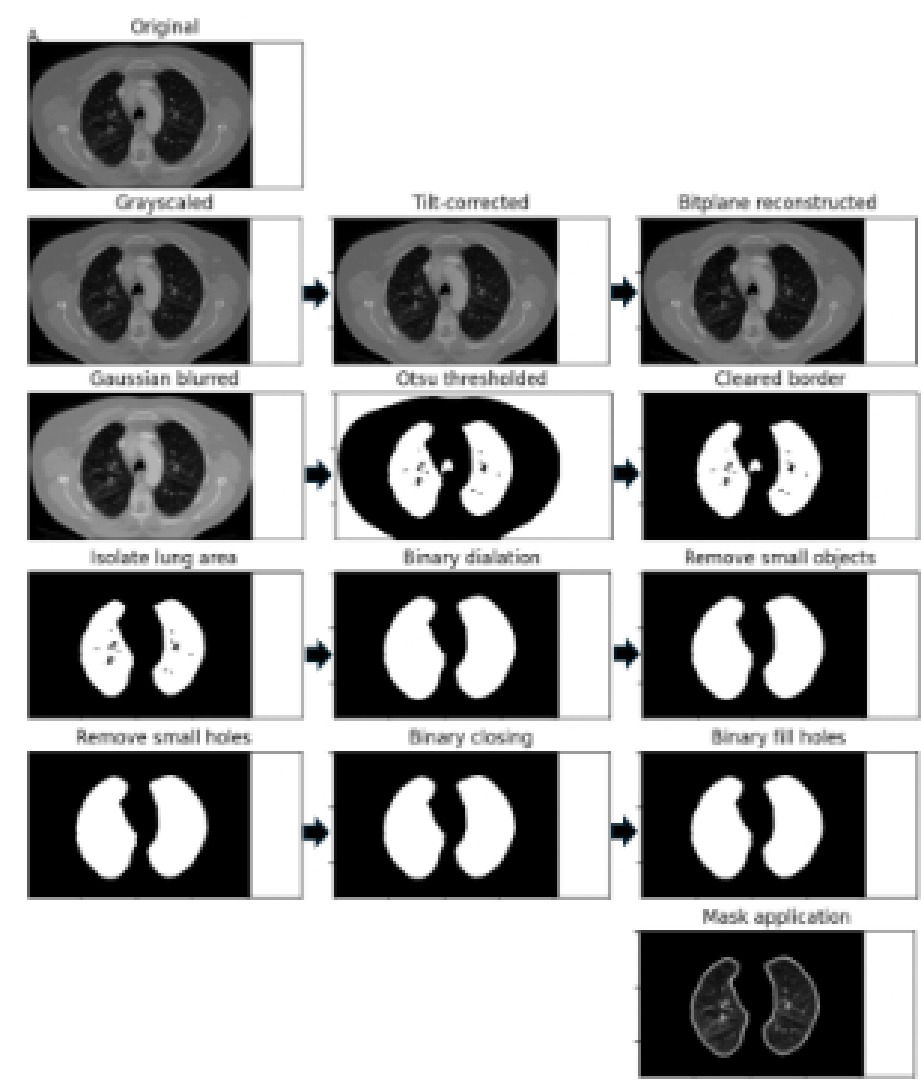 A.
Original
Grayscaled
Tilt-corrected
Bitplane reconstructed
Gaussian blurred
Otsu thresholded
Cleared border
Isolate lung area
Binary dialation
Remove small objects
Remove small holes
Binary closing
Binary fill holes
Mask application